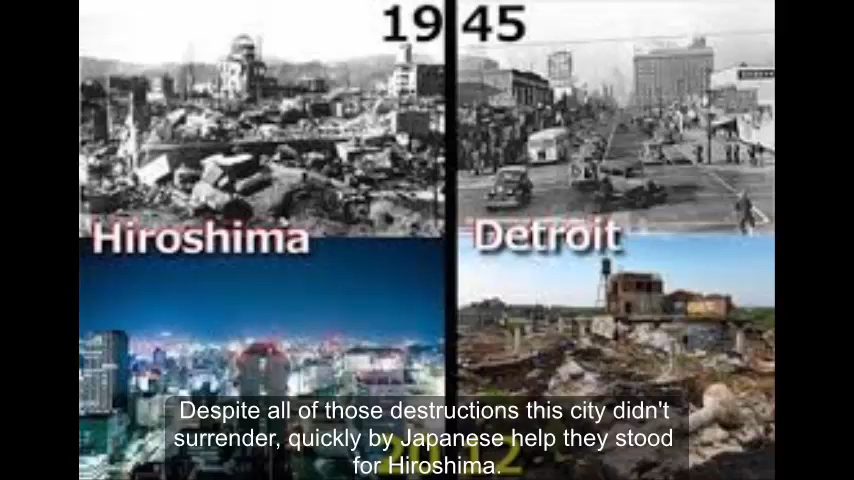 1945
Hiroshima
Detroit
Despite all of those destructions this city didn't
surrender, quickly by Japanese help they stood
for Hiroshima.
2012